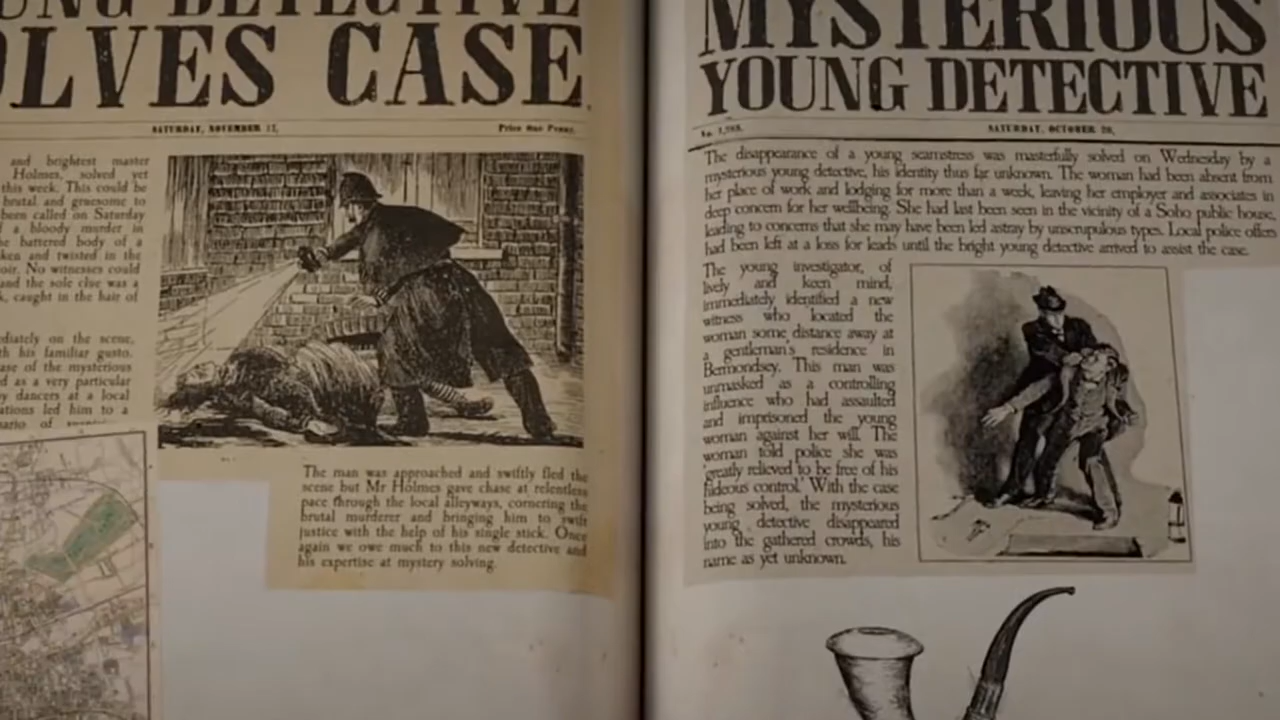 YOUNG DETECTIVE
SOLVES CASE
SATURDAY, NOVEMBER 17,
Price One Penny.
and brightest master
Holmes, solved yet
this week. This could be
brutal and gruesome to
been called on Saturday
a bloody murder in
battered body of a
and twisted in the
No witnesses could
and the sole clue was a
caught in the hair of
on the scene,
his familiar gusto.
of the mysterious
as a very particular
dancers at a local
led him to a
of
The man was approached and swiftly fled the
scene but Mr Holmes gave chase at relentless
pace through the local alleyways, cornering the
brutal murderer and bringing him to swift
justice with the help of his single stick. Once
again we owe much to this new detective and
his expertise at mystery solving.
MYSTERIOUS
YOUNG DETECTIVE
SATURDAY, OCTOBER 20,
The disappearance of a young seamstress was masterfully solved on Wednesday by a
mysterious young detective, his identity thus far unknown. The woman had been absent from
her place of work and lodging for more than a week, leaving her employer and associates in
deep concern for her wellbeing. She had last been seen in the vicinity of a Soho public house,
leading to concerns that she may have been led astray by unscrupulous types. Local police offers
had been left at a loss for leads until the bright young detective arrived to assist the case.
The young investigator, of
lively and keen mind,
immediately identified a new
witness who located the
woman some distance away at
a gentleman's residence in
Bermondsey. This man was
unmasked as a controlling
influence who had assaulted
and imprisoned the young
woman against her will. The
woman told police she was
'greatly relieved to be free of his
hideous control.' With the case
being solved, the mysterious
young detective disappeared
into the gathered crowds, his
name as yet unknown.